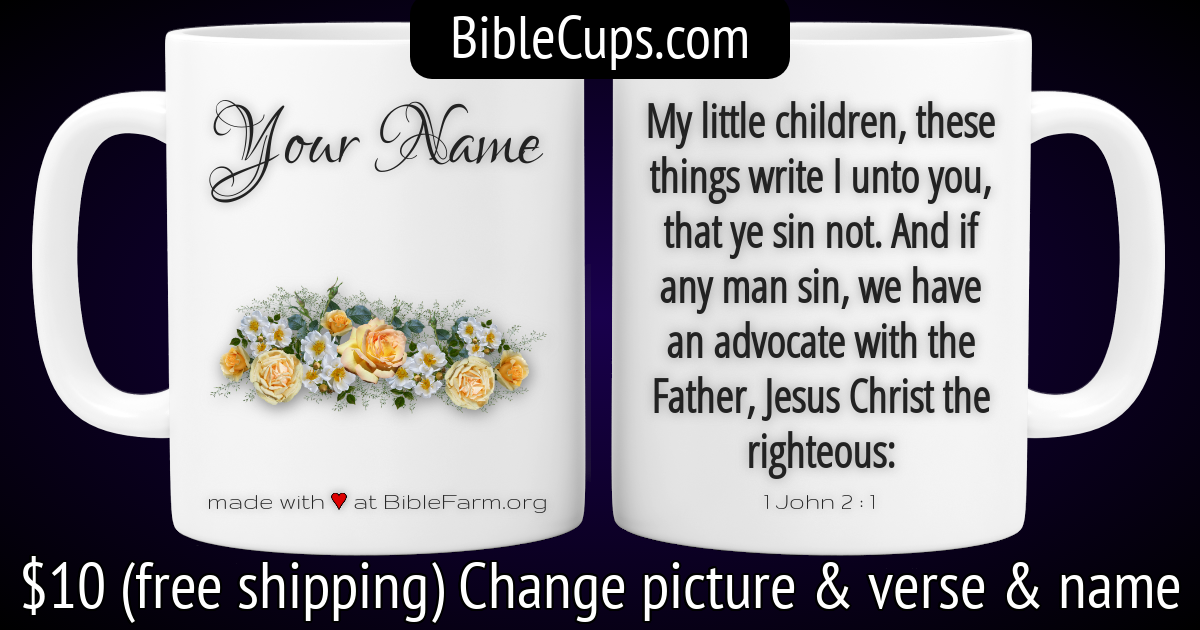 BibleCups.com
Your Name
made with ♥ at BibleFarm.org
My little children, these
things write I unto you,
that ye sin not. And if
any man sin, we have
an advocate with the
Father, Jesus Christ the
righteous:
1 John 2 : 1
$10 (free shipping) Change picture & verse & name